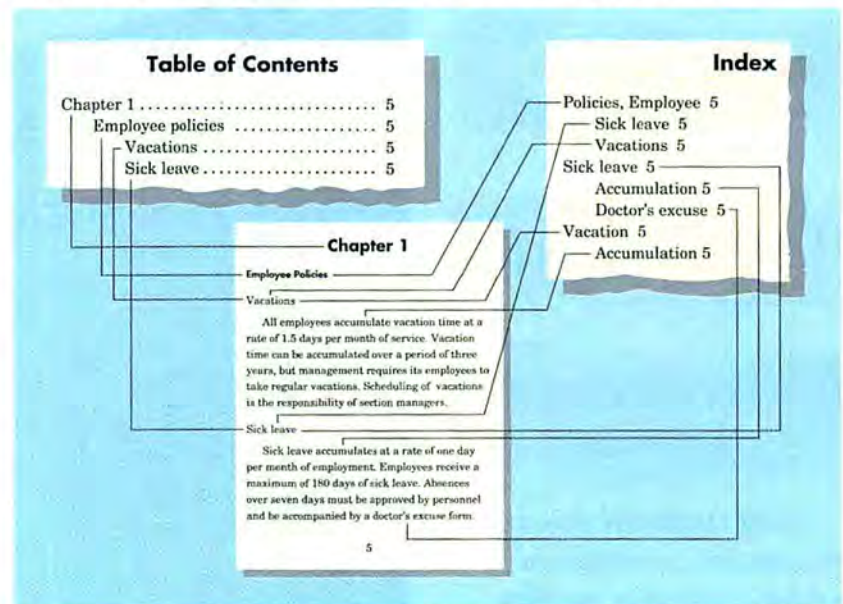 Table of Contents
Chapter 1 . . . . . . . . . . . . . . . . . . . . . . . . . 5
Employee policies . . . . . . . . . . . . . . . . . 5
Vacations . . . . . . . . . . . . . . . . . . . . . 5
Sick leave . . . . . . . . . . . . . . . . . . . . . 5
Index
Policies, Employee 5
Sick leave 5
Vacations 5
Sick leave 5
Accumulation 5
Doctor's excuse 5
Vacation 5
Accumulation 5
Chapter 1
Employee Policies
Vacations
All employees accumulate vacation time at a
rate of 1.5 days per month of service. Vacation
time can be accumulated over a period of three
years, but management requires its employees to
take regular vacations. Scheduling of vacations
is the responsibility of section managers.
Sick leave
Sick leave accumulates at a rate of one day
per month of employment. Employees receive a
maximum of 180 days of sick leave. Absences
over seven days must be approved by personnel
and be accompanied by a doctor's excuse form.
5